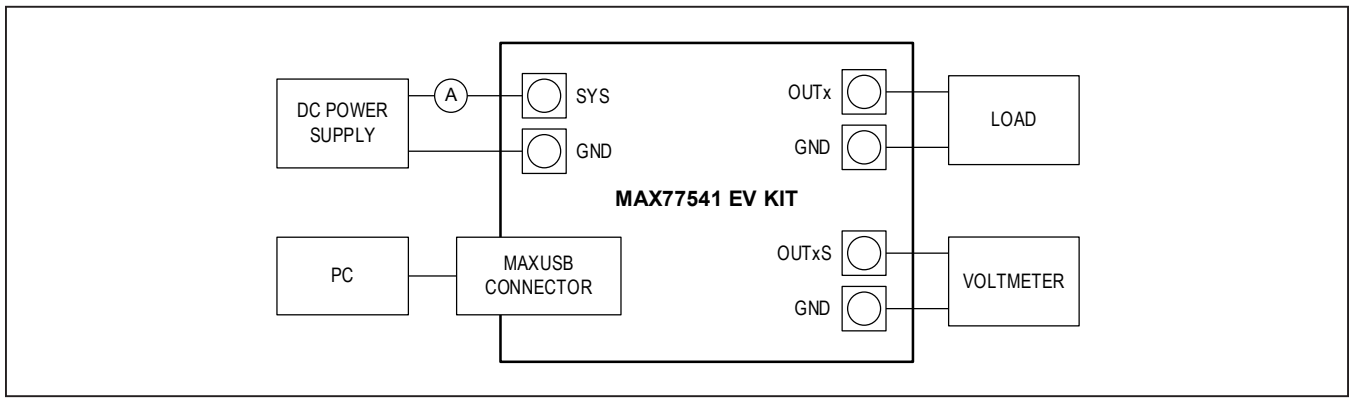 DC POWER
SUPPLY
A
SYS
GND
OUTx
GND
LOAD
MAX77541 EV KIT
PC
MAXUSB
CONNECTOR
OUTxS
GND
VOLTMETER